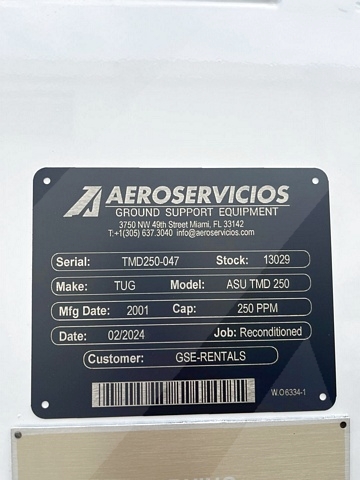 AEROSERVICIOS
GROUND SUPPORT EQUIPMENT
3750 NW 49th Street Miami, FL 33142
T:+1(305) 637.3040 info@aeroservicios.com
Serial: TMD250-047 Stock: 13029
Make: TUG Model: ASU TMD 250
Mfg Date: 2001 Cap: 250 PPM
Date: 02/2024 Job: Reconditioned
Customer: GSE-RENTALS
W.O 6334-1